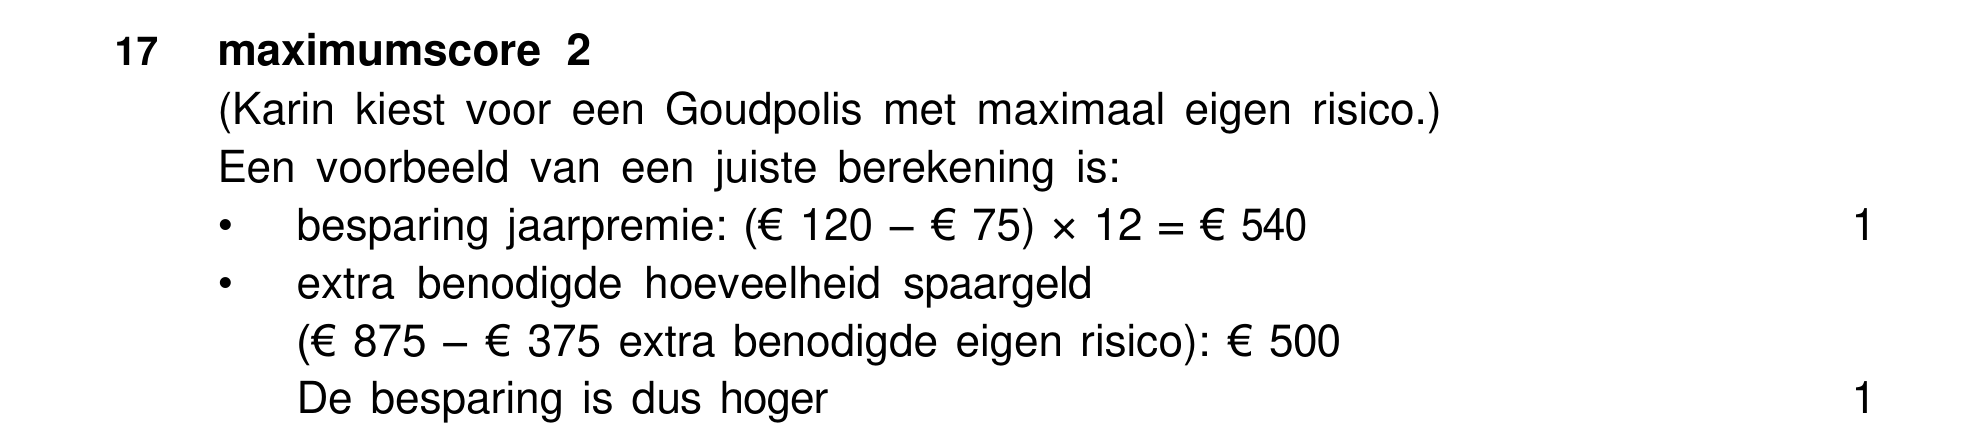 17 maximumscore 2
(Karin kiest voor een Goudpolis met maximaal eigen risico.)
Een voorbeeld van een juiste berekening is:
• besparing jaarpremie: (€ 120 – € 75) × 12 = € 540 1
• extra benodigde hoeveelheid spaargeld
(€ 875 – € 375 extra benodigde eigen risico): € 500
De besparing is dus hoger 1